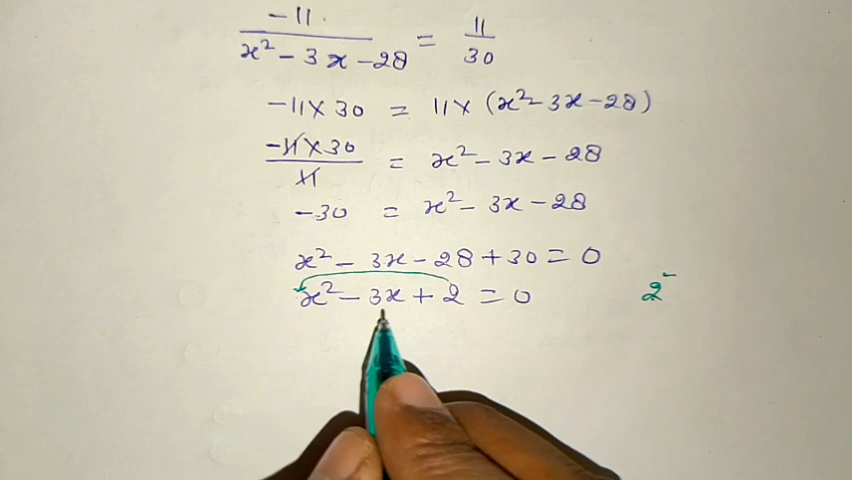 -11 / x² - 3x - 28 = 11 / 30
-11 × 30 = 11 × (x² - 3x - 28)
-11 × 30 / 11 = x² - 3x - 28
-30 = x² - 3x - 28
x² - 3x - 28 + 30 = 0
x² - 3x + 2 = 0 2